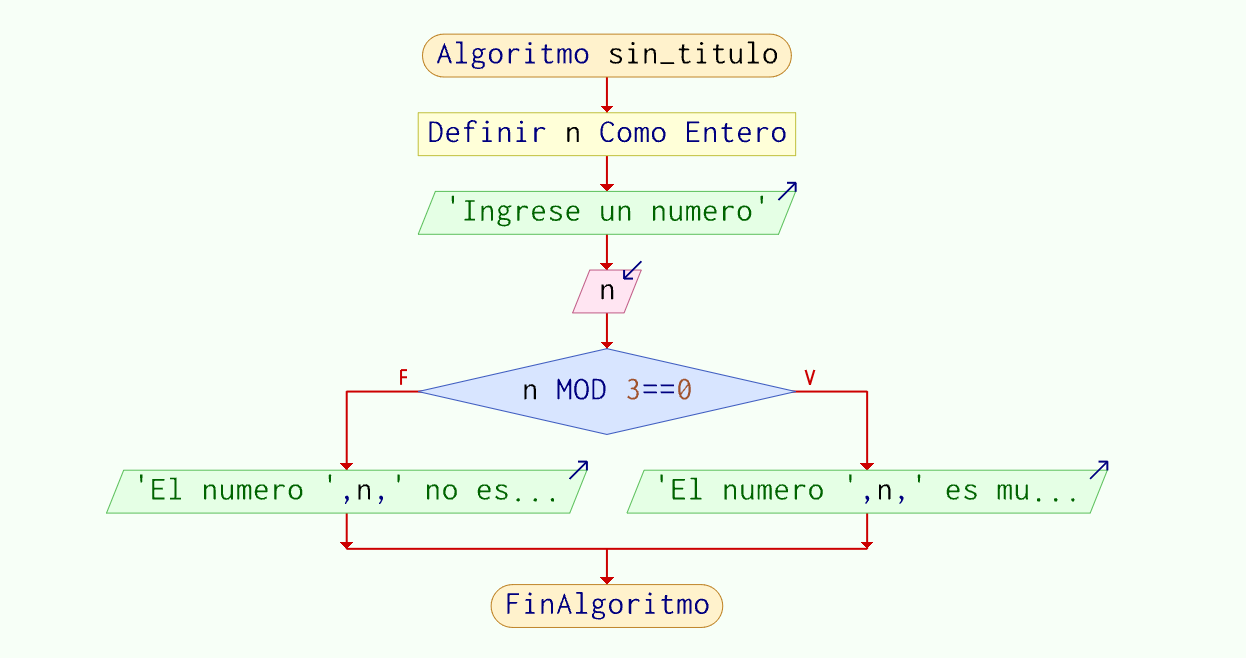 Algoritmo sin_titulo
Definir n Como Entero
'Ingrese un numero'
n
n MOD 3==0
F
V
'El numero ',n,' no es...
'El numero ',n,' es mu...
FinAlgoritmo